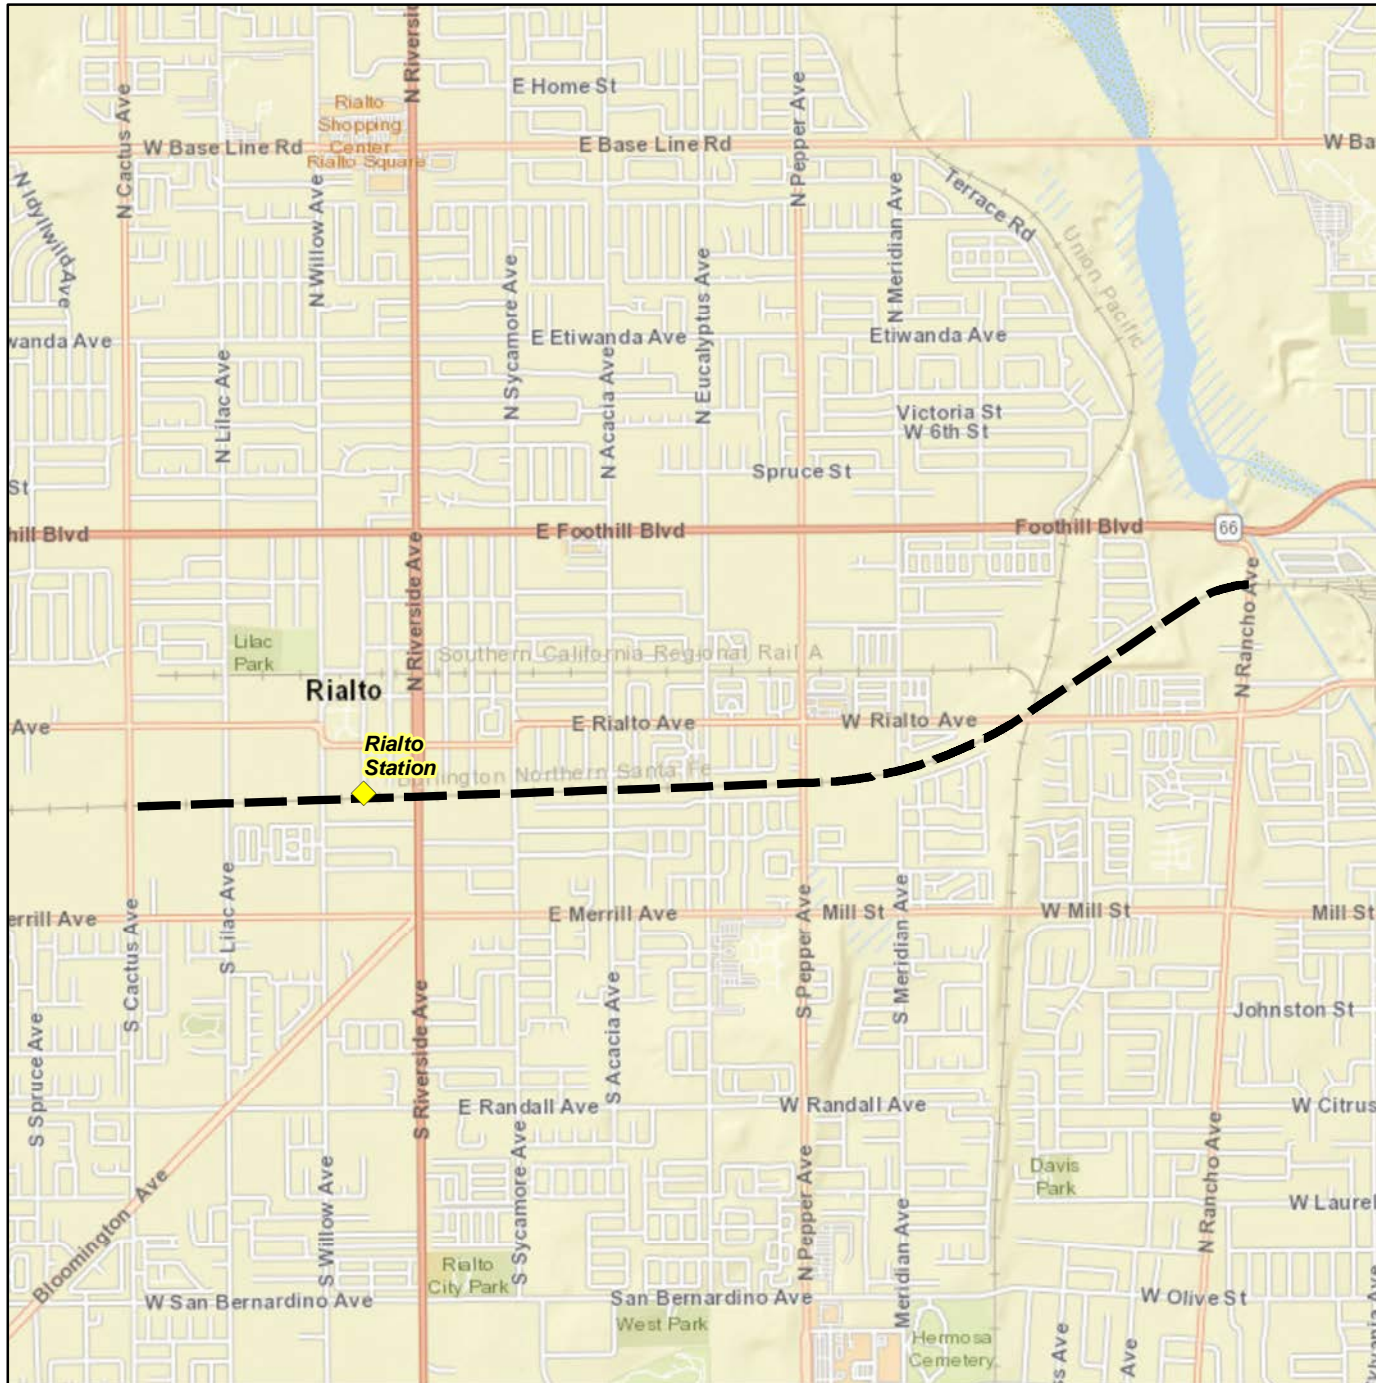 N Cactus Ave
N Riversid
E Home St
N Pepper Ave
Rialto
Shopping
Center
Rialto Square
W Base Line Rd
E Base Line Rd
W Ba
N Idyllwild Ave
N Willow Ave
N Meridian Ave
Terrace Rd
Union Pacific
N Sycamore Ave
N Eucalyptus Ave
wanda Ave
E Etiwanda Ave
Etiwanda Ave
N Lilac Ave
N Acacia Ave
Victoria St
W 6th St
Spruce St
St
hill Blvd
E Foothill Blvd
Foothill Blvd
66
N Riverside Ave
N Rancho Ave
Lilac
Park
Southern California Regional Rail A
Rialto
Ave
E Rialto Ave
W Rialto Ave
Rialto
Station
Burlington Northern Santa Fe
errill Ave
E Merrill Ave
Mill St
W Mill St
Mill St
S Cactus Ave
S Lilac Ave
S Pepper Ave
S Meridian Ave
S Riverside Ave
S Acacia Ave
Johnston St
S Spruce Ave
E Randall Ave
W Randall Ave
W Citrus
Bloomington Ave
S Willow Ave
S Sycamore Ave
N Pepper Ave
Meridian Ave
Davis
Park
N Rancho Ave
W Laurel
Rialto
City Park
W San Bernardino Ave
San Bernardino Ave
W Olive St
West Park
Hermosa
Cemetery
ss Ave
Ave
ylvania Ave